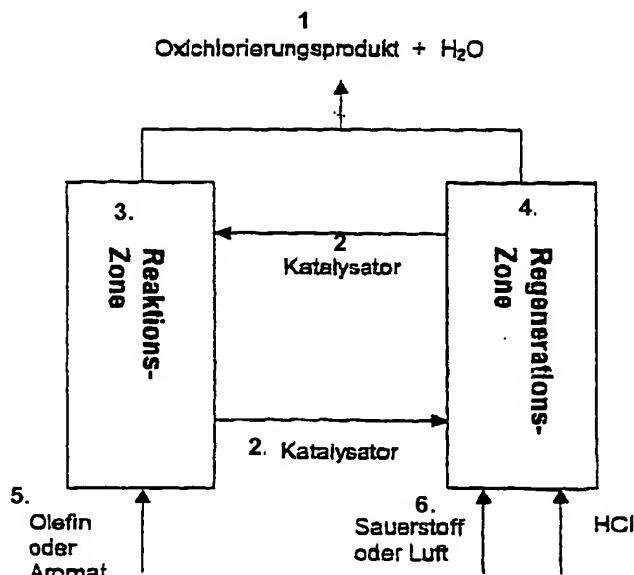 1
Oxichlorierungsprodukt + H₂O
3.
Reaktions-
Zone
4.
Regenerations-
Zone
2
Katalysator
2. Katalysator
5.
Olefin
oder
Aromat
6.
Sauerstoff
oder Luft
HCl